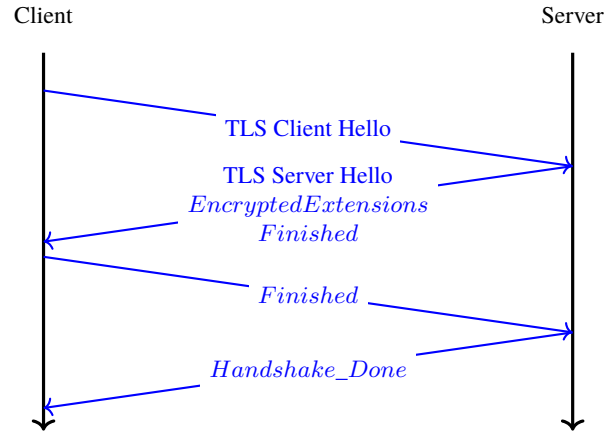 Client
Server
TLS Client Hello
TLS Server Hello
EncryptedExtensions
Finished
Finished
Handshake_Done